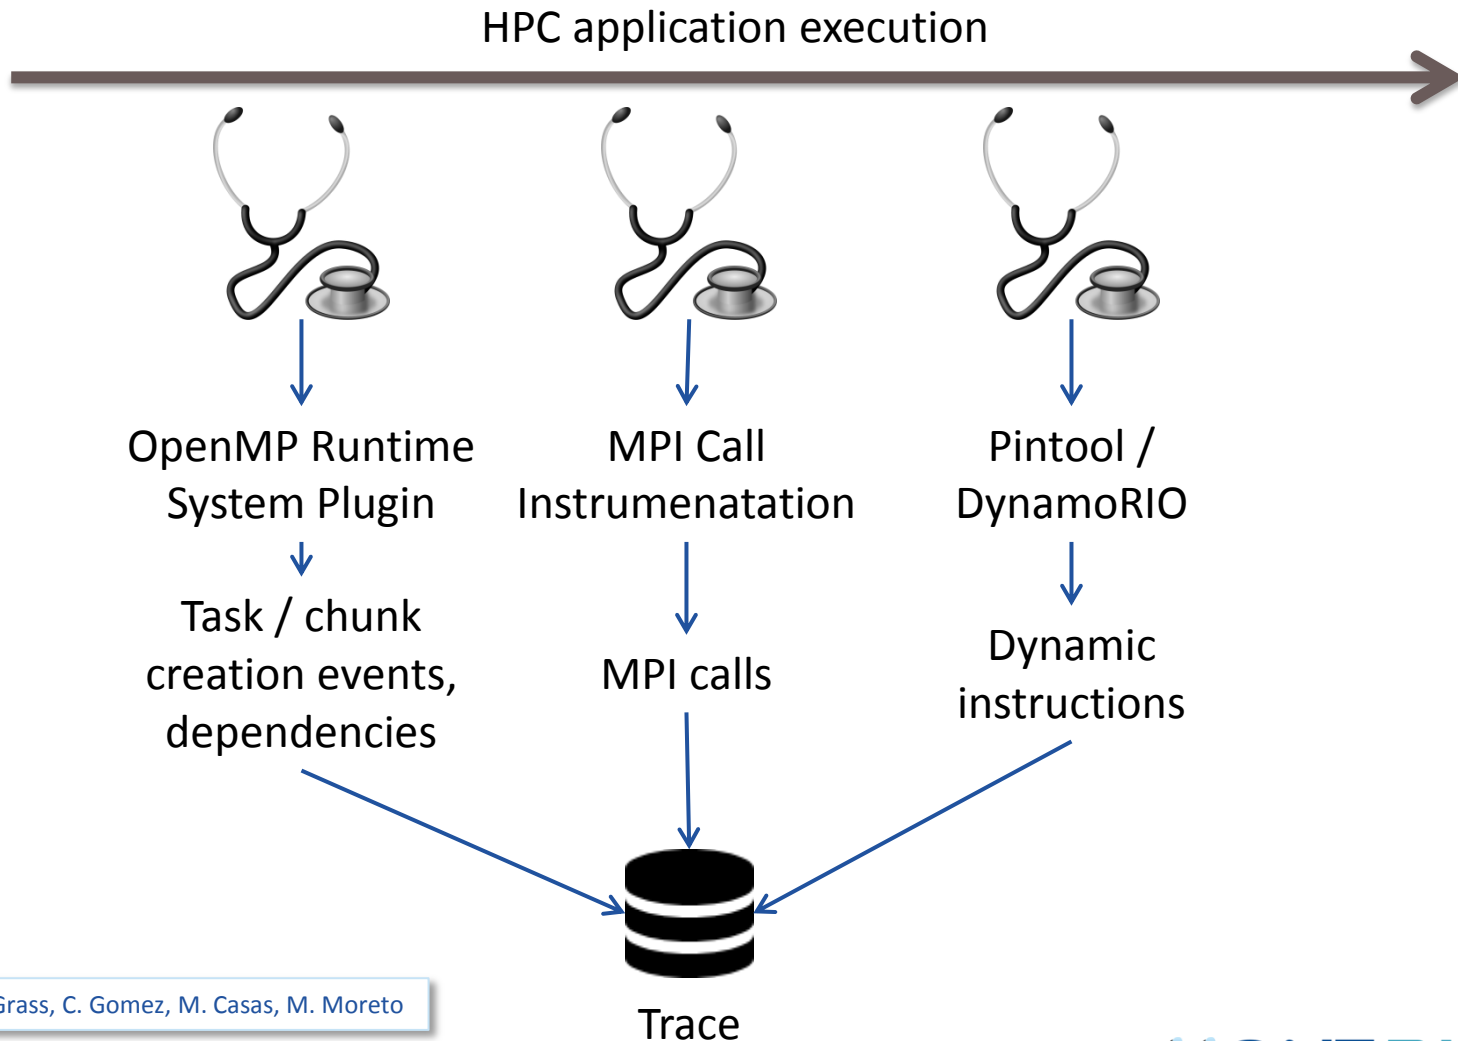 HPC application execution
OpenMP Runtime
System Plugin
MPI Call
Instrumenatation
Pintool /
DynamoRIO
Task / chunk
creation events,
dependencies
MPI calls
Dynamic
instructions
Trace
Grass, C. Gomez, M. Casas, M. Moreto